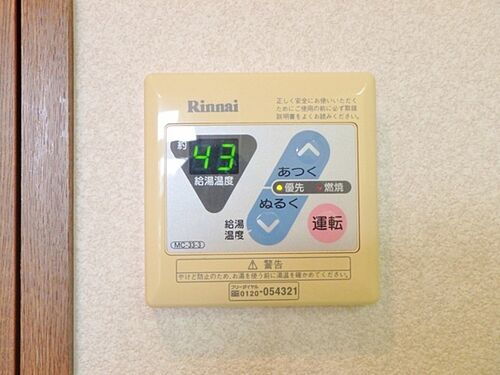 Rinnai
正しく安全にお使いいただく
ためにご使用の前に必ず取扱
説明書をよくお読みください。
約
43
給湯温度
あつく
優先 燃焼
ぬるく
給湯
温度
運転
MC-33-3
警告
やけど防止のため、お湯を使う前に湯温を確かめてください。
フリーダイヤル
0120-054321